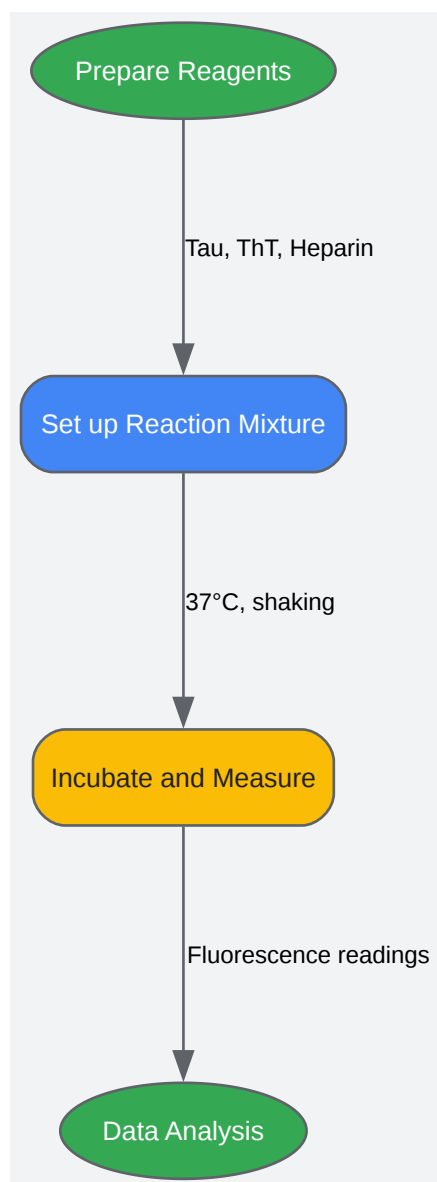 Prepare Reagents
Tau, ThT, Heparin
Set up Reaction Mixture
37°C, shaking
Incubate and Measure
Fluorescence readings
Data Analysis